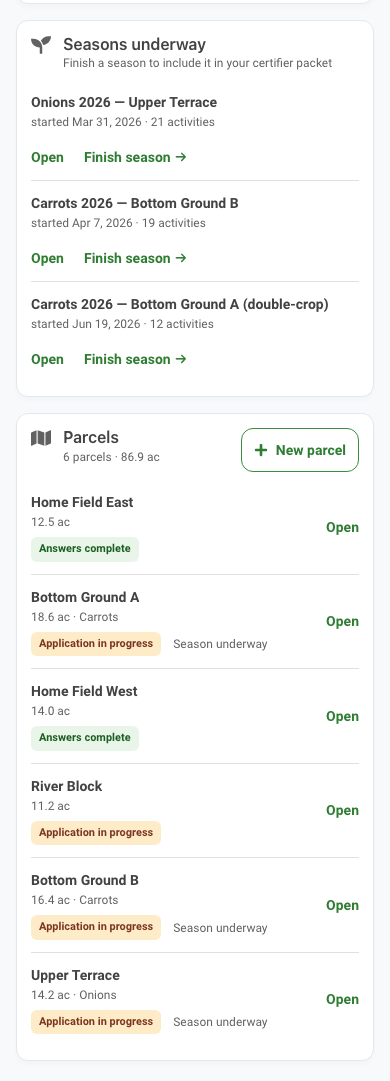 Seasons underway
Finish a season to include it in your certifier packet
Onions 2026 — Upper Terrace
started Mar 31, 2026 · 21 activities
Open Finish season →
Carrots 2026 — Bottom Ground B
started Apr 7, 2026 · 19 activities
Open Finish season →
Carrots 2026 — Bottom Ground A (double-crop)
started Jun 19, 2026 · 12 activities
Open Finish season →
Parcels
6 parcels · 86.9 ac
+ New parcel
Home Field East
12.5 ac
Answers complete
Open
Bottom Ground A
18.6 ac · Carrots
Application in progress Season underway
Open
Home Field West
14.0 ac
Answers complete
Open
River Block
11.2 ac
Application in progress
Open
Bottom Ground B
16.4 ac · Carrots
Application in progress Season underway
Open
Upper Terrace
14.2 ac · Onions
Application in progress Season underway
Open